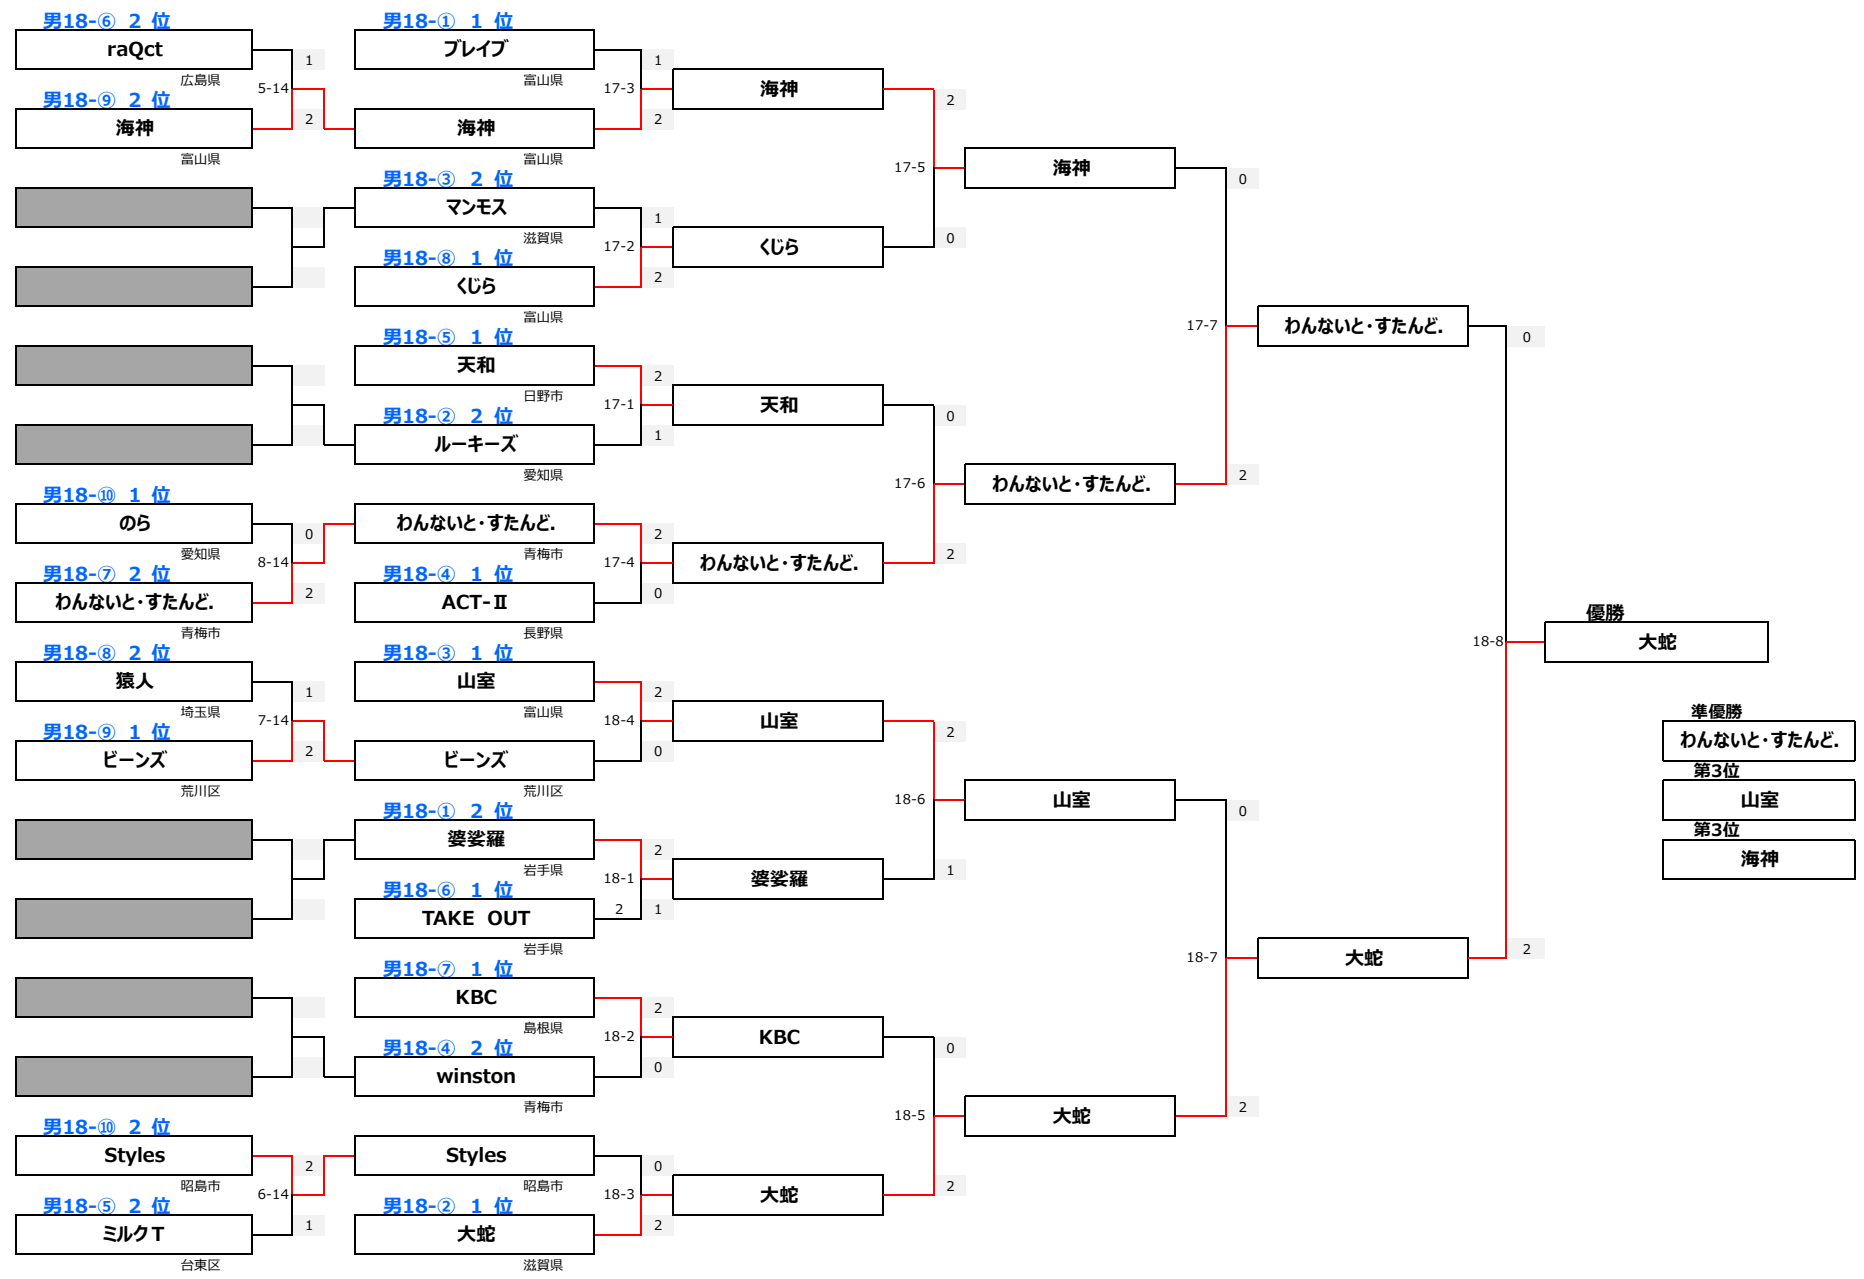 男18-⑥ 2 位
raQct
広島県
1
5-14
男18-⑨ 2 位
海神
富山県
2
男18-⑩ 1 位
のら
愛知県
0
8-14
男18-⑦ 2 位
わんないと・すたんど.
青梅市
2
男18-⑧ 2 位
猿人
埼玉県
1
7-14
男18-⑨ 1 位
ビーンズ
荒川区
2
男18-⑩ 2 位
Styles
昭島市
2
6-14
男18-⑤ 2 位
ミルクT
台東区
1
男18-① 1 位
ブレイブ
富山県
1
17-3
海神
富山県
2
男18-③ 2 位
マンモス
滋賀県
1
17-2
男18-⑧ 1 位
くじら
富山県
2
男18-⑤ 1 位
天和
日野市
2
17-1
男18-② 2 位
ルーキーズ
愛知県
1
わんないと・すたんど.
青梅市
2
17-4
男18-④ 1 位
ACT-Ⅱ
長野県
0
男18-③ 1 位
山室
富山県
2
18-4
ビーンズ
荒川区
0
男18-① 2 位
婆娑羅
岩手県
2
18-1
男18-⑥ 1 位
TAKE OUT
岩手県
2
1
男18-⑦ 1 位
KBC
島根県
2
18-2
男18-④ 2 位
winston
青梅市
0
Styles
昭島市
0
18-3
男18-② 1 位
大蛇
滋賀県
2
海神
2
17-5
くじら
0
天和
0
17-6
わんないと・すたんど.
2
山室
2
18-6
婆娑羅
1
KBC
0
18-5
大蛇
2
海神
0
17-7
わんないと・すたんど.
2
山室
0
18-7
大蛇
2
わんないと・すたんど.
0
18-8
大蛇
2
優勝
大蛇
準優勝
わんないと・すたんど.
第3位
山室
第3位
海神